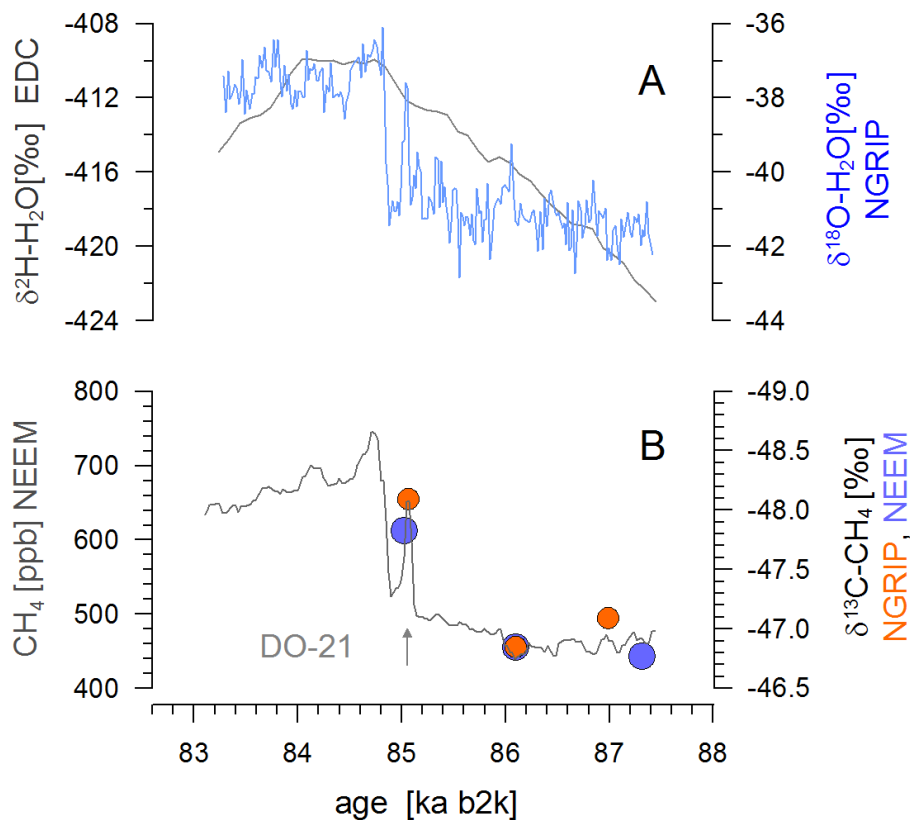 δ²H-H₂O[‰] EDC
-408
-412
-416
-420
-424
A
-36
-38
-40
-42
-44
δ¹⁸O-H₂O[‰]
NGRIP
CH₄ [ppb] NEEM
800
700
600
500
400
B
DO-21
-49.0
-48.5
-48.0
-47.5
-47.0
-46.5
δ¹³C-CH₄ [‰]
NGRIP, NEEM
83 84 85 86 87 88
age [ka b2k]